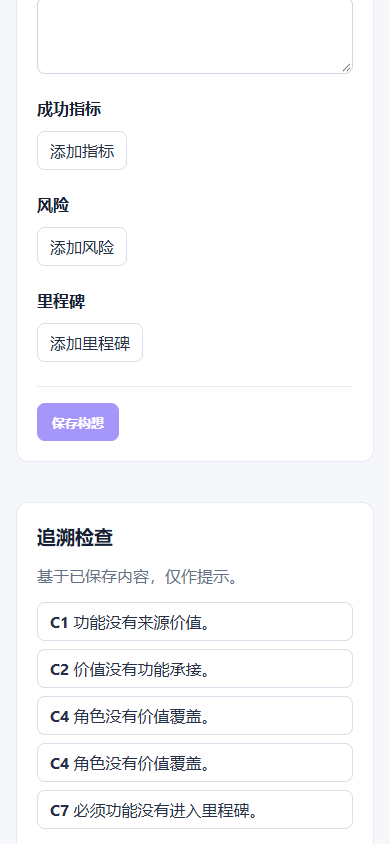 成功指标
添加指标
风险
添加风险
里程碑
添加里程碑
保存构想
追溯检查
基于已保存内容，仅作提示。
C1 功能没有来源价值。
C2 价值没有功能承接。
C4 角色没有价值覆盖。
C4 角色没有价值覆盖。
C7 必须功能没有进入里程碑。